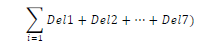 ∑ Del1 + Del2 + ⋯ + Del7)
i=1